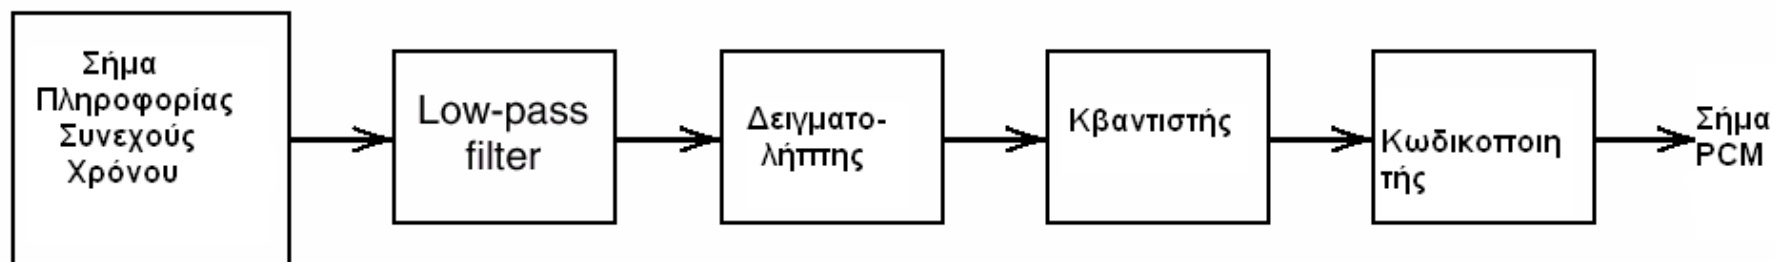 Σήμα
Πληροφορίας
Συνεχούς
Χρόνου
Low-pass
filter
Δειγματο-
λήπτης
Κβαντιστής
Κωδικοποιη
τής
Σήμα
PCM